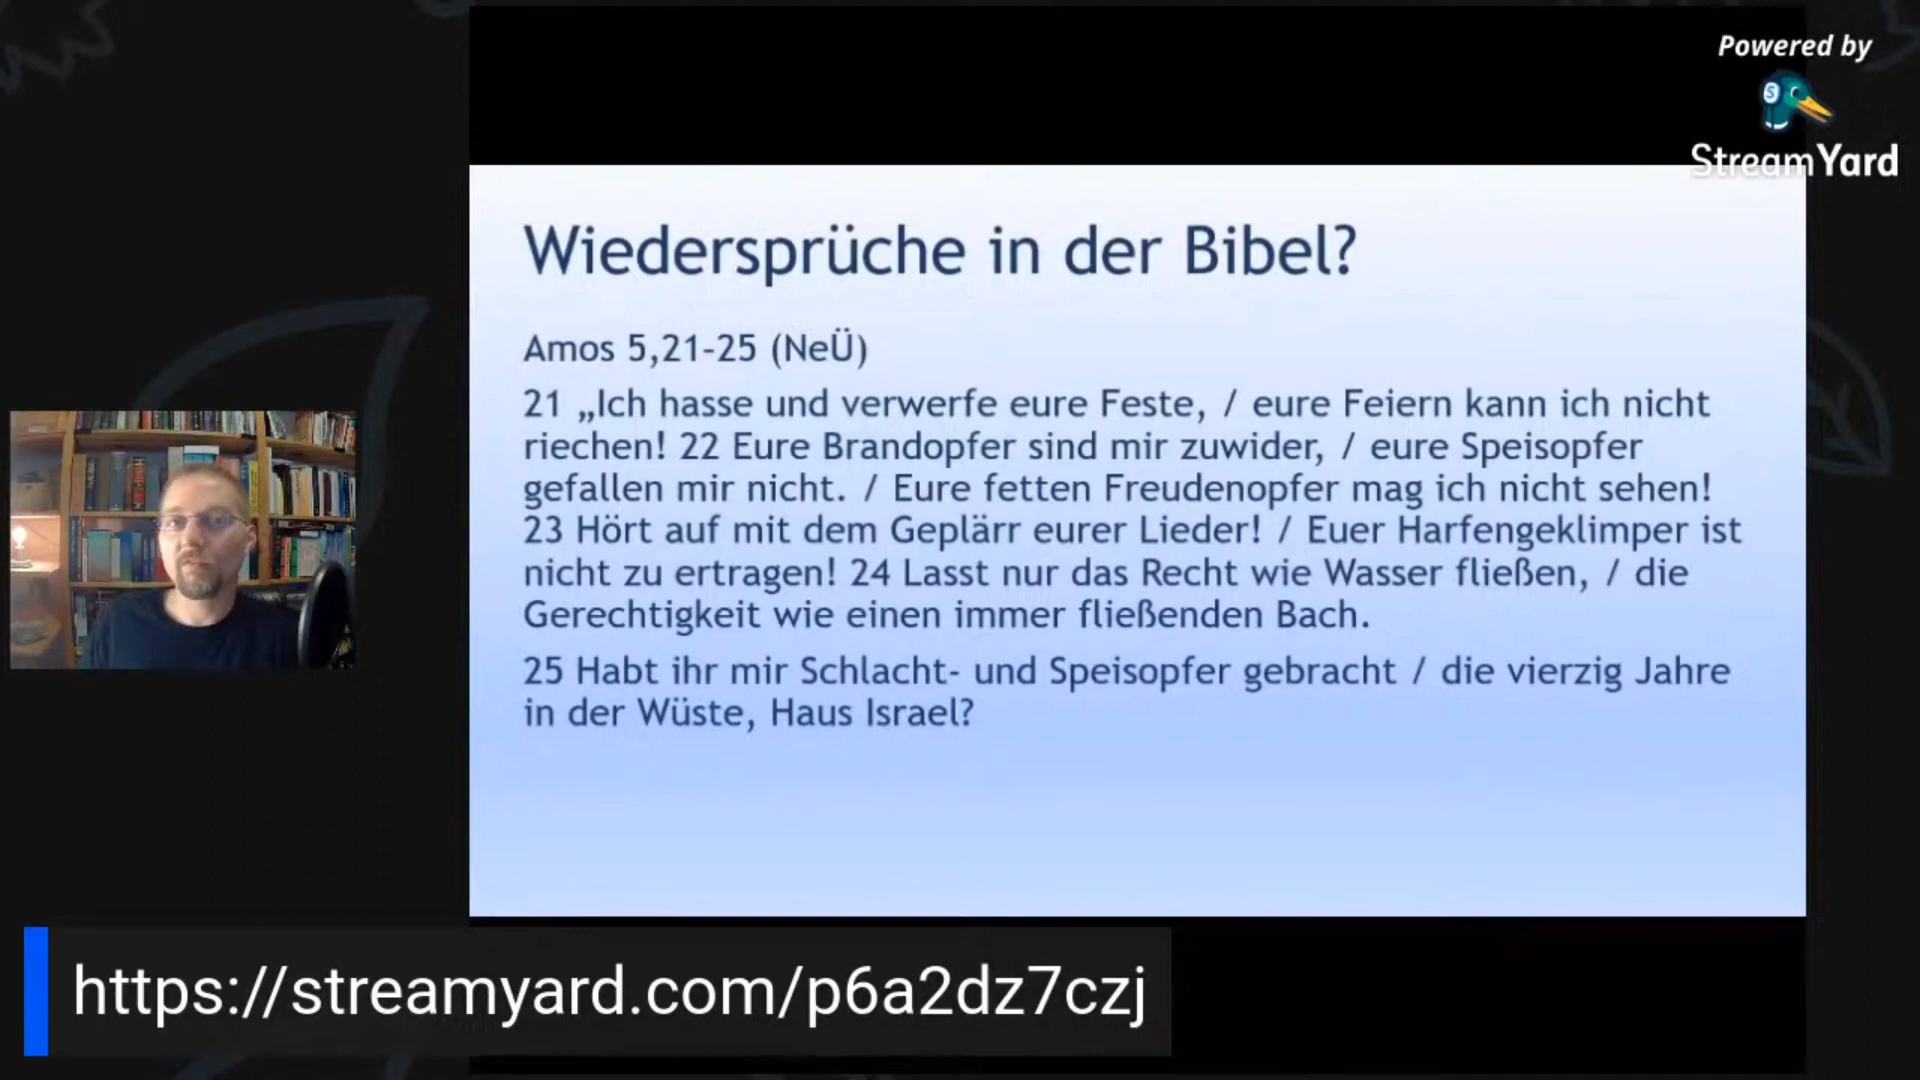 Powered by
StreamYard
Wiedersprüche in der Bibel?
Amos 5,21-25 (NeÜ)
21 „Ich hasse und verwerfe eure Feste, / eure Feiern kann ich nicht
riechen! 22 Eure Brandopfer sind mir zuwider, / eure Speisopfer
gefallen mir nicht. / Eure fetten Freudenopfer mag ich nicht sehen!
23 Hört auf mit dem Geplärr eurer Lieder! / Euer Harfengeklimper ist
nicht zu ertragen! 24 Lasst nur das Recht wie Wasser fließen, / die
Gerechtigkeit wie einen immer fließenden Bach.
25 Habt ihr mir Schlacht- und Speisopfer gebracht / die vierzig Jahre
in der Wüste, Haus Israel?
https://streamyard.com/p6a2dz7czj